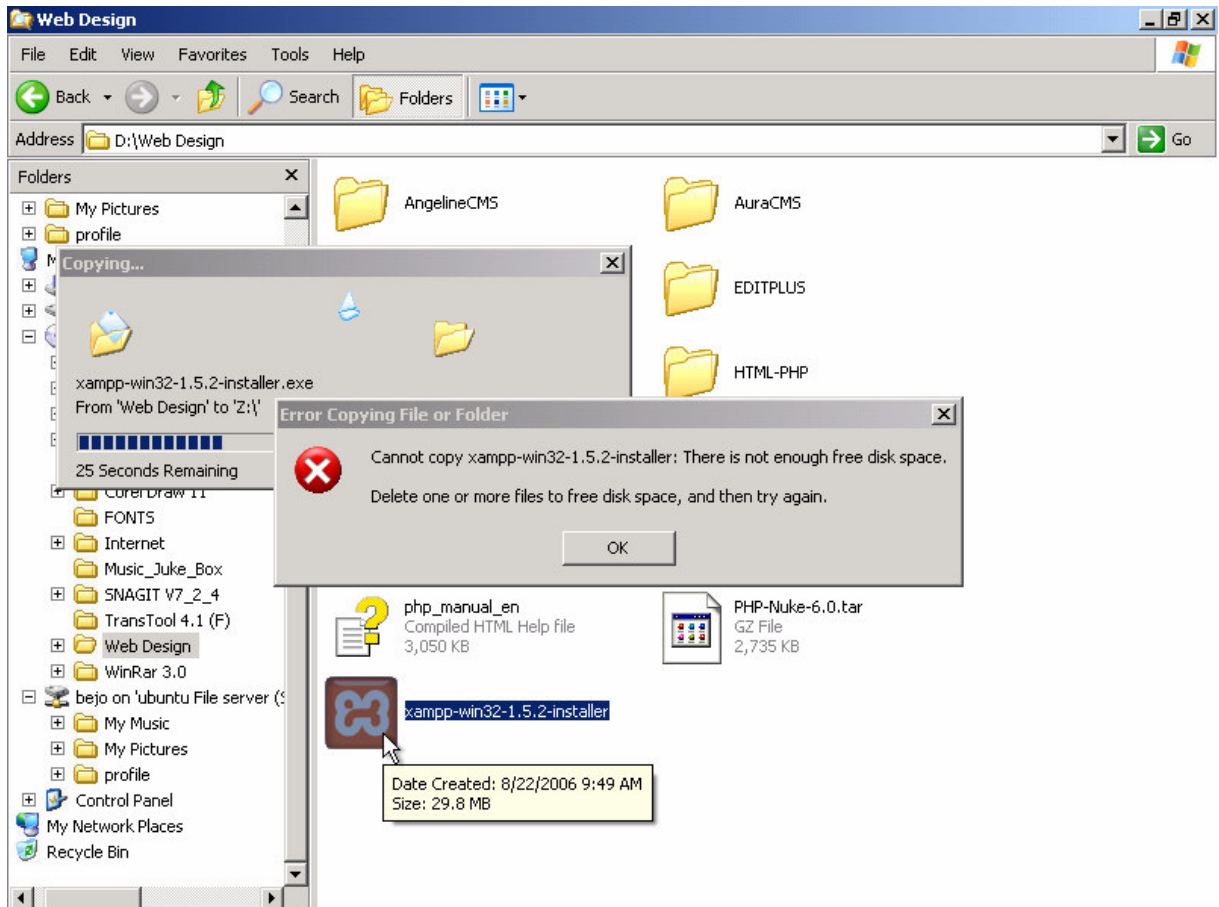 Web Design
File Edit View Favorites Tools Help
Back Search Folders
Address D:\Web Design Go
Folders
My Pictures
profile
Copying...
xampp-win32-1.5.2-installer.exe
From 'Web Design' to 'Z:\'
25 Seconds Remaining
Error Copying File or Folder
Cannot copy xampp-win32-1.5.2-installer: There is not enough free disk space.
Delete one or more files to free disk space, and then try again.
OK
Corel Draw 11
FONTS
Internet
Music_Juke_Box
SNAGIT V7_2_4
TransTool 4.1 (F)
Web Design
WinRar 3.0
bejo on 'ubuntu File server (
My Music
My Pictures
profile
Control Panel
My Network Places
Recycle Bin
AngelineCMS
AuraCMS
EDITPLUS
HTML-PHP
php_manual_en
Compiled HTML Help file
3,050 KB
PHP-Nuke-6.0.tar
GZ File
2,735 KB
xampp-win32-1.5.2-installer
Date Created: 8/22/2006 9:49 AM
Size: 29.8 MB